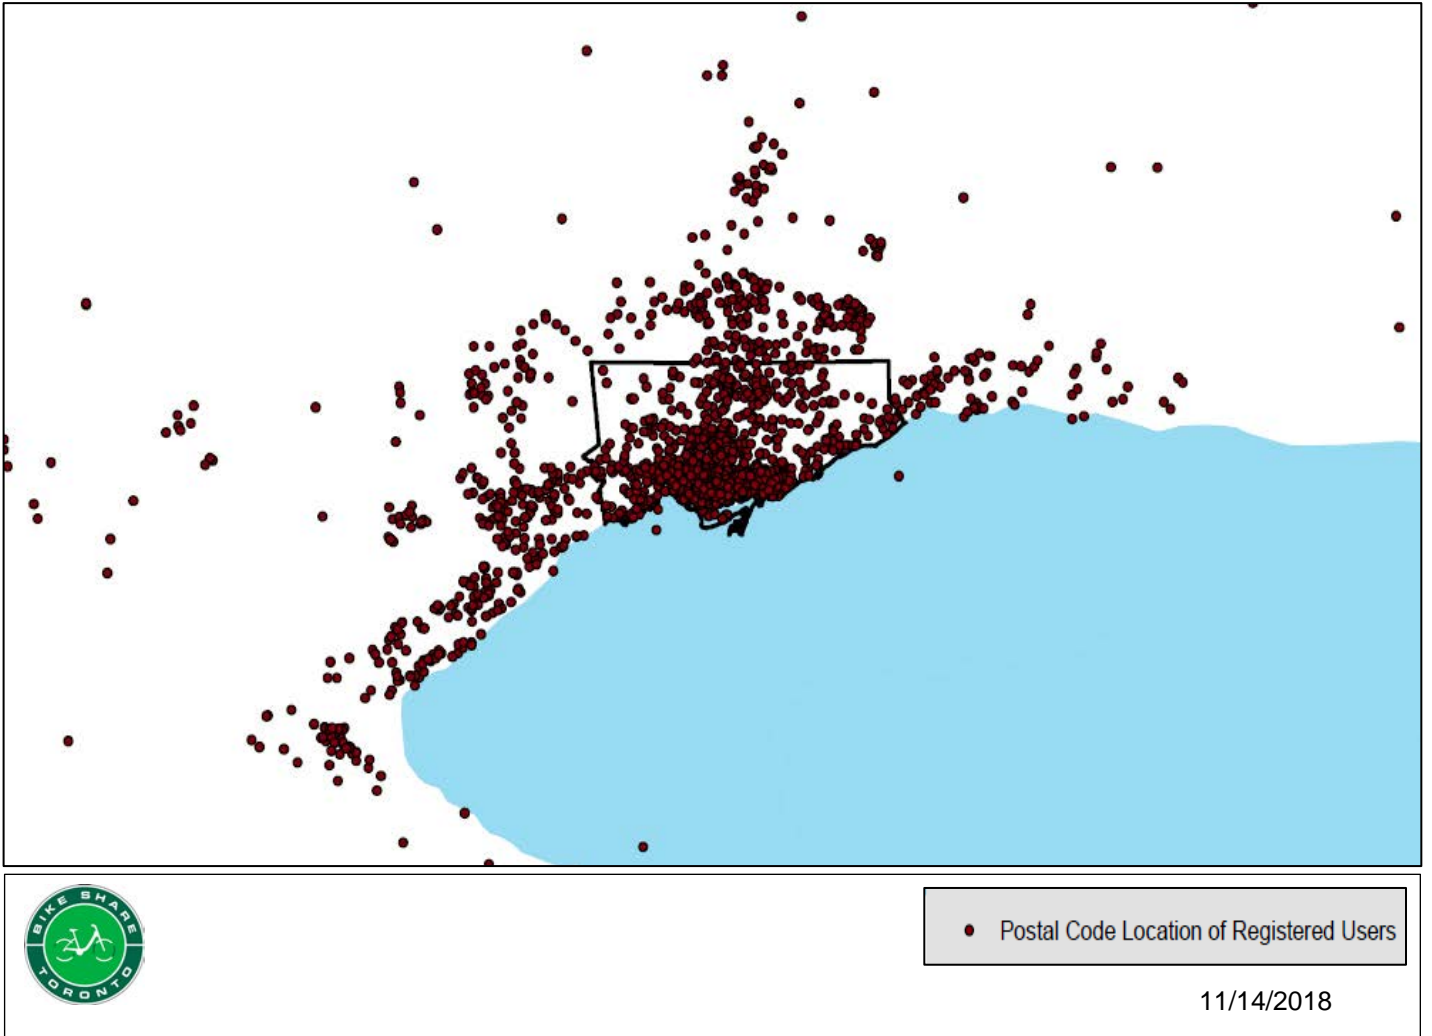 BIKE SHARE
TORONTO
Postal Code Location of Registered Users
11/14/2018